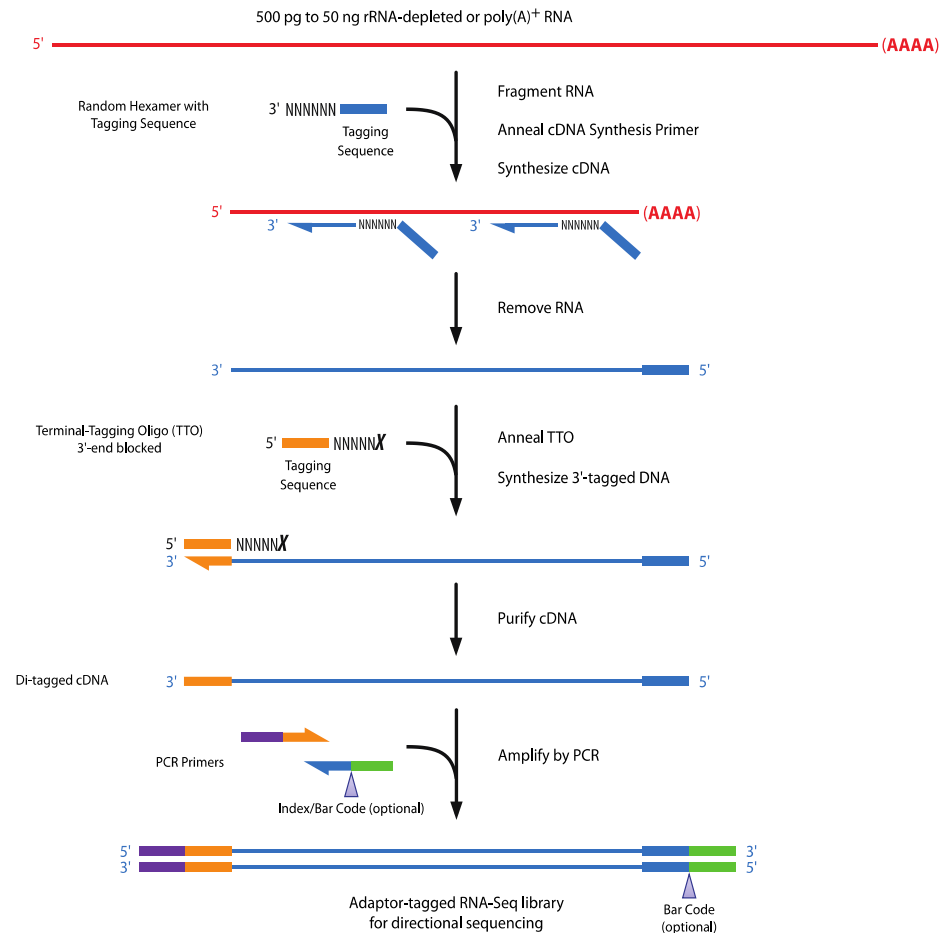 500 pg to 50 ng rRNA-depleted or poly(A)+ RNA
5' (AAAA)
Fragment RNA
Random Hexamer with
Tagging Sequence
3' NNNNNN
Tagging
Sequence
Anneal cDNA Synthesis Primer
Synthesize cDNA
5' (AAAA)
3' NNNNNN 3' NNNNNN
Remove RNA
3' 5'
Terminal-Tagging Oligo (TTO)
3'-end blocked
5' NNNNNX
Tagging
Sequence
Anneal TTO
Synthesize 3'-tagged DNA
5' NNNNNX
3' 5'
Purify cDNA
Di-tagged cDNA 3' 5'
PCR Primers
Amplify by PCR
Index/Bar Code (optional)
5' 3'
3' 5'
Adaptor-tagged RNA-Seq library
for directional sequencing
Bar Code
(optional)